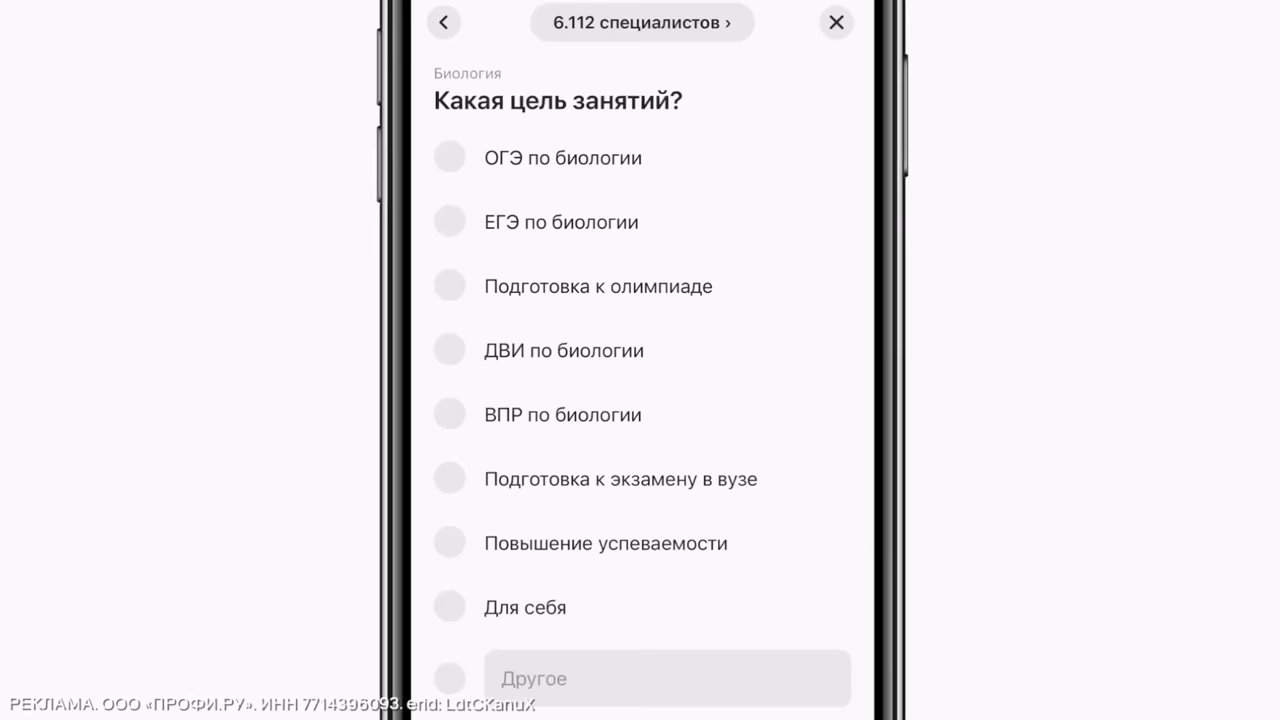 6.112 специалистов ›
Биология
Какая цель занятий?
ОГЭ по биологии
ЕГЭ по биологии
Подготовка к олимпиаде
ДВИ по биологии
ВПР по биологии
Подготовка к экзамену в вузе
Повышение успеваемости
Для себя
Другое
РЕКЛАМА. ООО «ПРОФИ.РУ». ИНН 7714396093. erid: LdtCKanuX